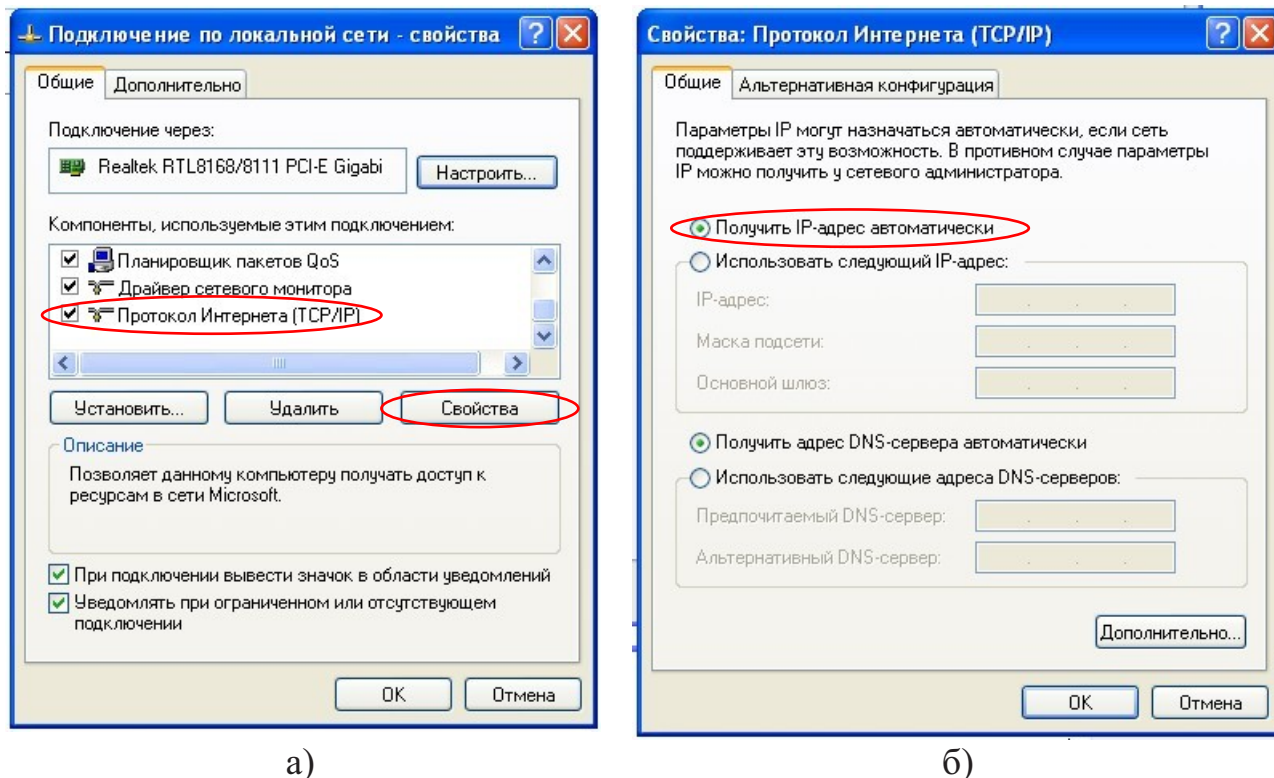 Подключение по локальной сети - свойства
Общие
Дополнительно
Подключение через:
Realtek RTL8168/8111 PCI-E Gigabi
Настроить...
Компоненты, используемые этим подключением:
Планировщик пакетов QoS
Драйвер сетевого монитора
Протокол Интернета (TCP/IP)
Установить...
Удалить
Свойства
Описание
Позволяет данному компьютеру получать доступ к
ресурсам в сети Microsoft.
При подключении вывести значок в области уведомлений
Уведомлять при ограниченном или отсутствующем
подключении
ОК
Отмена
а)
Свойства: Протокол Интернета (TCP/IP)
Общие
Альтернативная конфигурация
Параметры IP могут назначаться автоматически, если сеть
поддерживает эту возможность. В противном случае параметры
IP можно получить у сетевого администратора.
Получить IP-адрес автоматически
Использовать следующий IP-адрес:
IP-адрес:
Маска подсети:
Основной шлюз:
Получить адрес DNS-сервера автоматически
Использовать следующие адреса DNS-серверов:
Предпочитаемый DNS-сервер:
Альтернативный DNS-сервер:
Дополнительно...
ОК
Отмена
б)